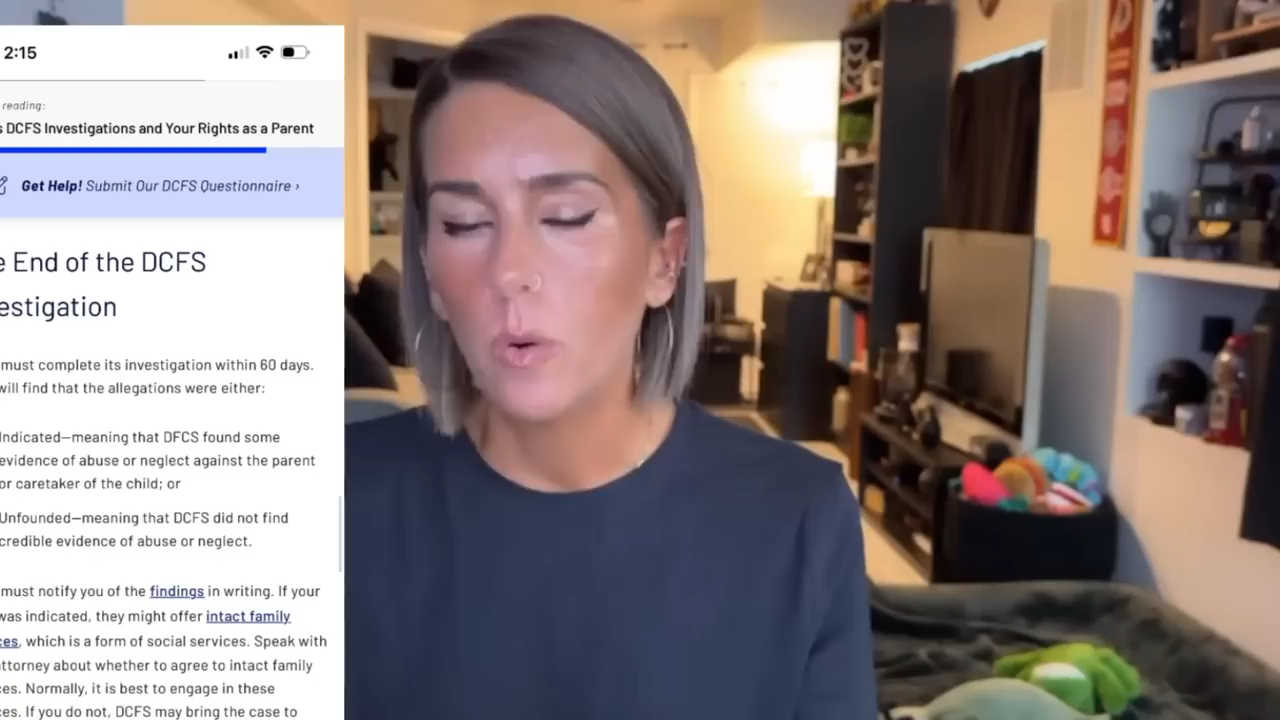 2:15
reading:
s DCFS Investigations and Your Rights as a Parent
Get Help! Submit Our DCFS Questionnaire ›
e End of the DCFS
estigation
must complete its investigation within 60 days.
will find that the allegations were either:
Indicated—meaning that DFCS found some
evidence of abuse or neglect against the parent
or caretaker of the child; or
Unfounded—meaning that DCFS did not find
credible evidence of abuse or neglect.
must notify you of the findings in writing. If your
was indicated, they might offer intact family
ces, which is a form of social services. Speak with
attorney about whether to agree to intact family
ces. Normally, it is best to engage in these
ces. If you do not, DCFS may bring the case to